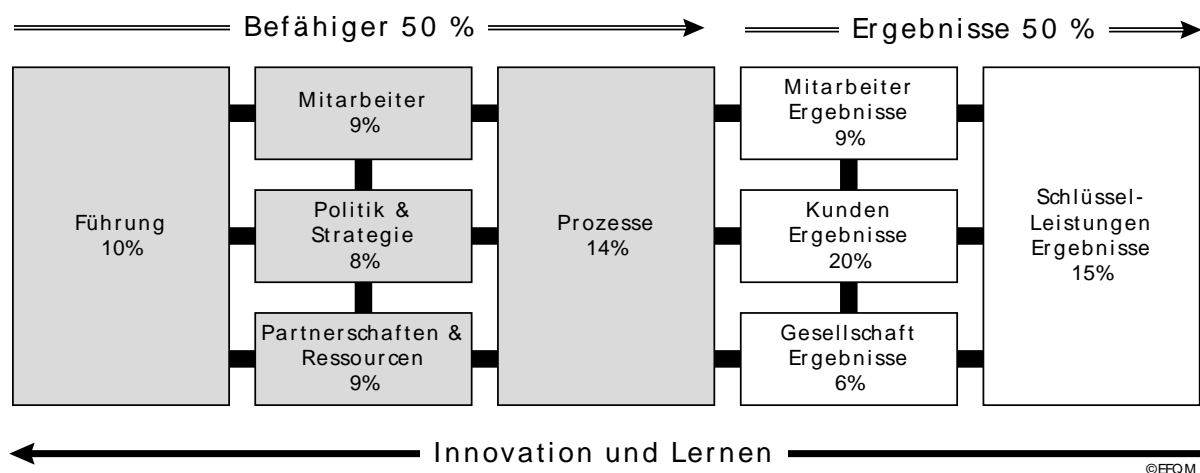 Befähiger 50 %
Ergebnisse 50 %
Führung
10%
Mitarbeiter
9%
Politik &
Strategie
8%
Partnerschaften &
Ressourcen
9%
Prozesse
14%
Mitarbeiter
Ergebnisse
9%
Kunden
Ergebnisse
20%
Gesellschaft
Ergebnisse
6%
Schlüssel-
Leistungen
Ergebnisse
15%
Innovation und Lernen
©EFQM